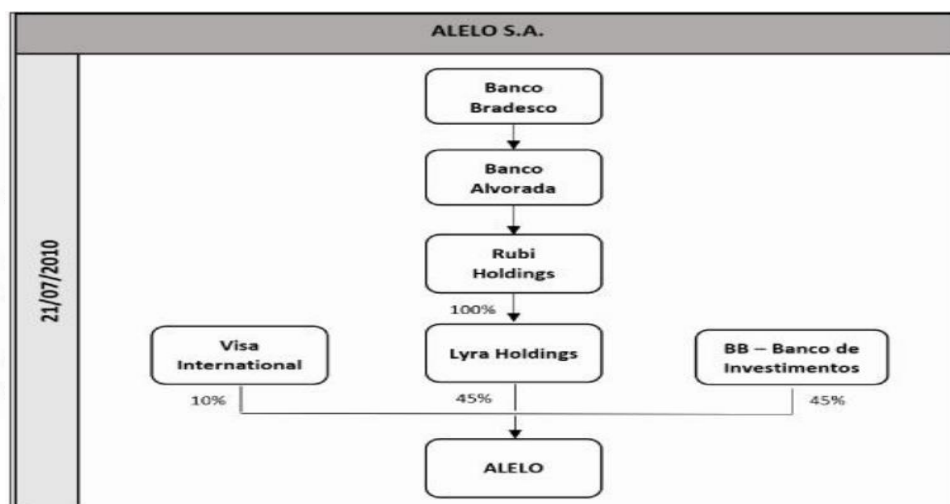 ALELO S.A.
21/07/2010
Banco
Bradesco
Banco
Alvorada
Rubi
Holdings
100%
Visa
International
Lyra Holdings
BB – Banco de
Investimentos
10%
45%
45%
ALELO